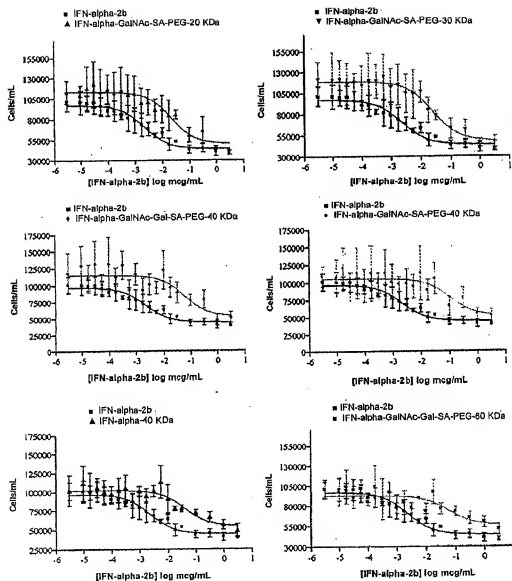 IFN-alpha-2b
IFN-alpha-GalNAc-SA-PEG-20 KDa
155000
130000
105000
80000
55000
30000
Cells/mL
-6 -5 -4 -3 -2 -1 0 1
[IFN-alpha-2b] log mcg/mL
IFN-alpha-2b
IFN-alpha-GalNAc-SA-PEG-30 KDa
155000
130000
105000
80000
55000
30000
Cells/mL
-6 -5 -4 -3 -2 -1 0 1
[IFN-alpha-2b] log mcg/mL
IFN-alpha-2b
IFN-alpha-GalNAc-Gal-SA-PEG-40 KDa
175000
150000
125000
100000
75000
50000
25000
Cells/mL
-6 -5 -4 -3 -2 -1 0 1
[IFN-alpha-2b] log mcg/mL
IFN-alpha-2b
IFN-alpha-GalNAc-SA-PEG-40 KDa
175000
150000
125000
100000
75000
50000
25000
Cells/mL
-6 -5 -4 -3 -2 -1 0 1
[IFN-alpha-2b] log mcg/mL
IFN-alpha-2b
IFN-alpha-40 KDa
175000
150000
125000
100000
75000
50000
25000
Cells/mL
-6 -5 -4 -3 -2 -1 0 1
[IFN-alpha-2b] log mcg/mL
IFN-alpha-2b
IFN-alpha-GalNAc-Gal-SA-PEG-60 KDa
155000
130000
105000
80000
55000
30000
Cells/mL
-6 -5 -4 -3 -2 -1 0 1
[IFN-alpha-2b] log mcg/mL